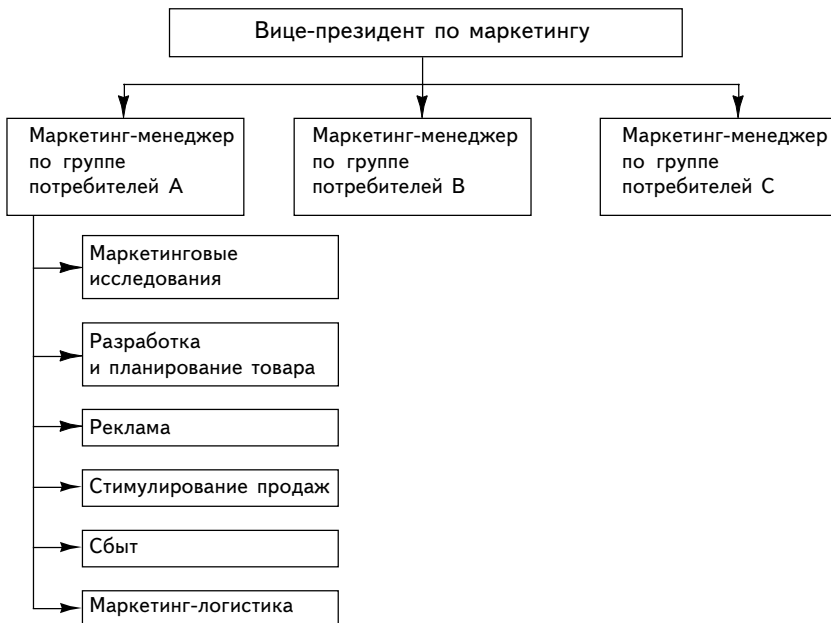 Вице-президент по маркетингу
Маркетинг-менеджер
по группе
потребителей А
Маркетинг-менеджер
по группе
потребителей В
Маркетинг-менеджер
по группе
потребителей С
Маркетинговые
исследования
Разработка
и планирование товара
Реклама
Стимулирование продаж
Сбыт
Маркетинг-логистика